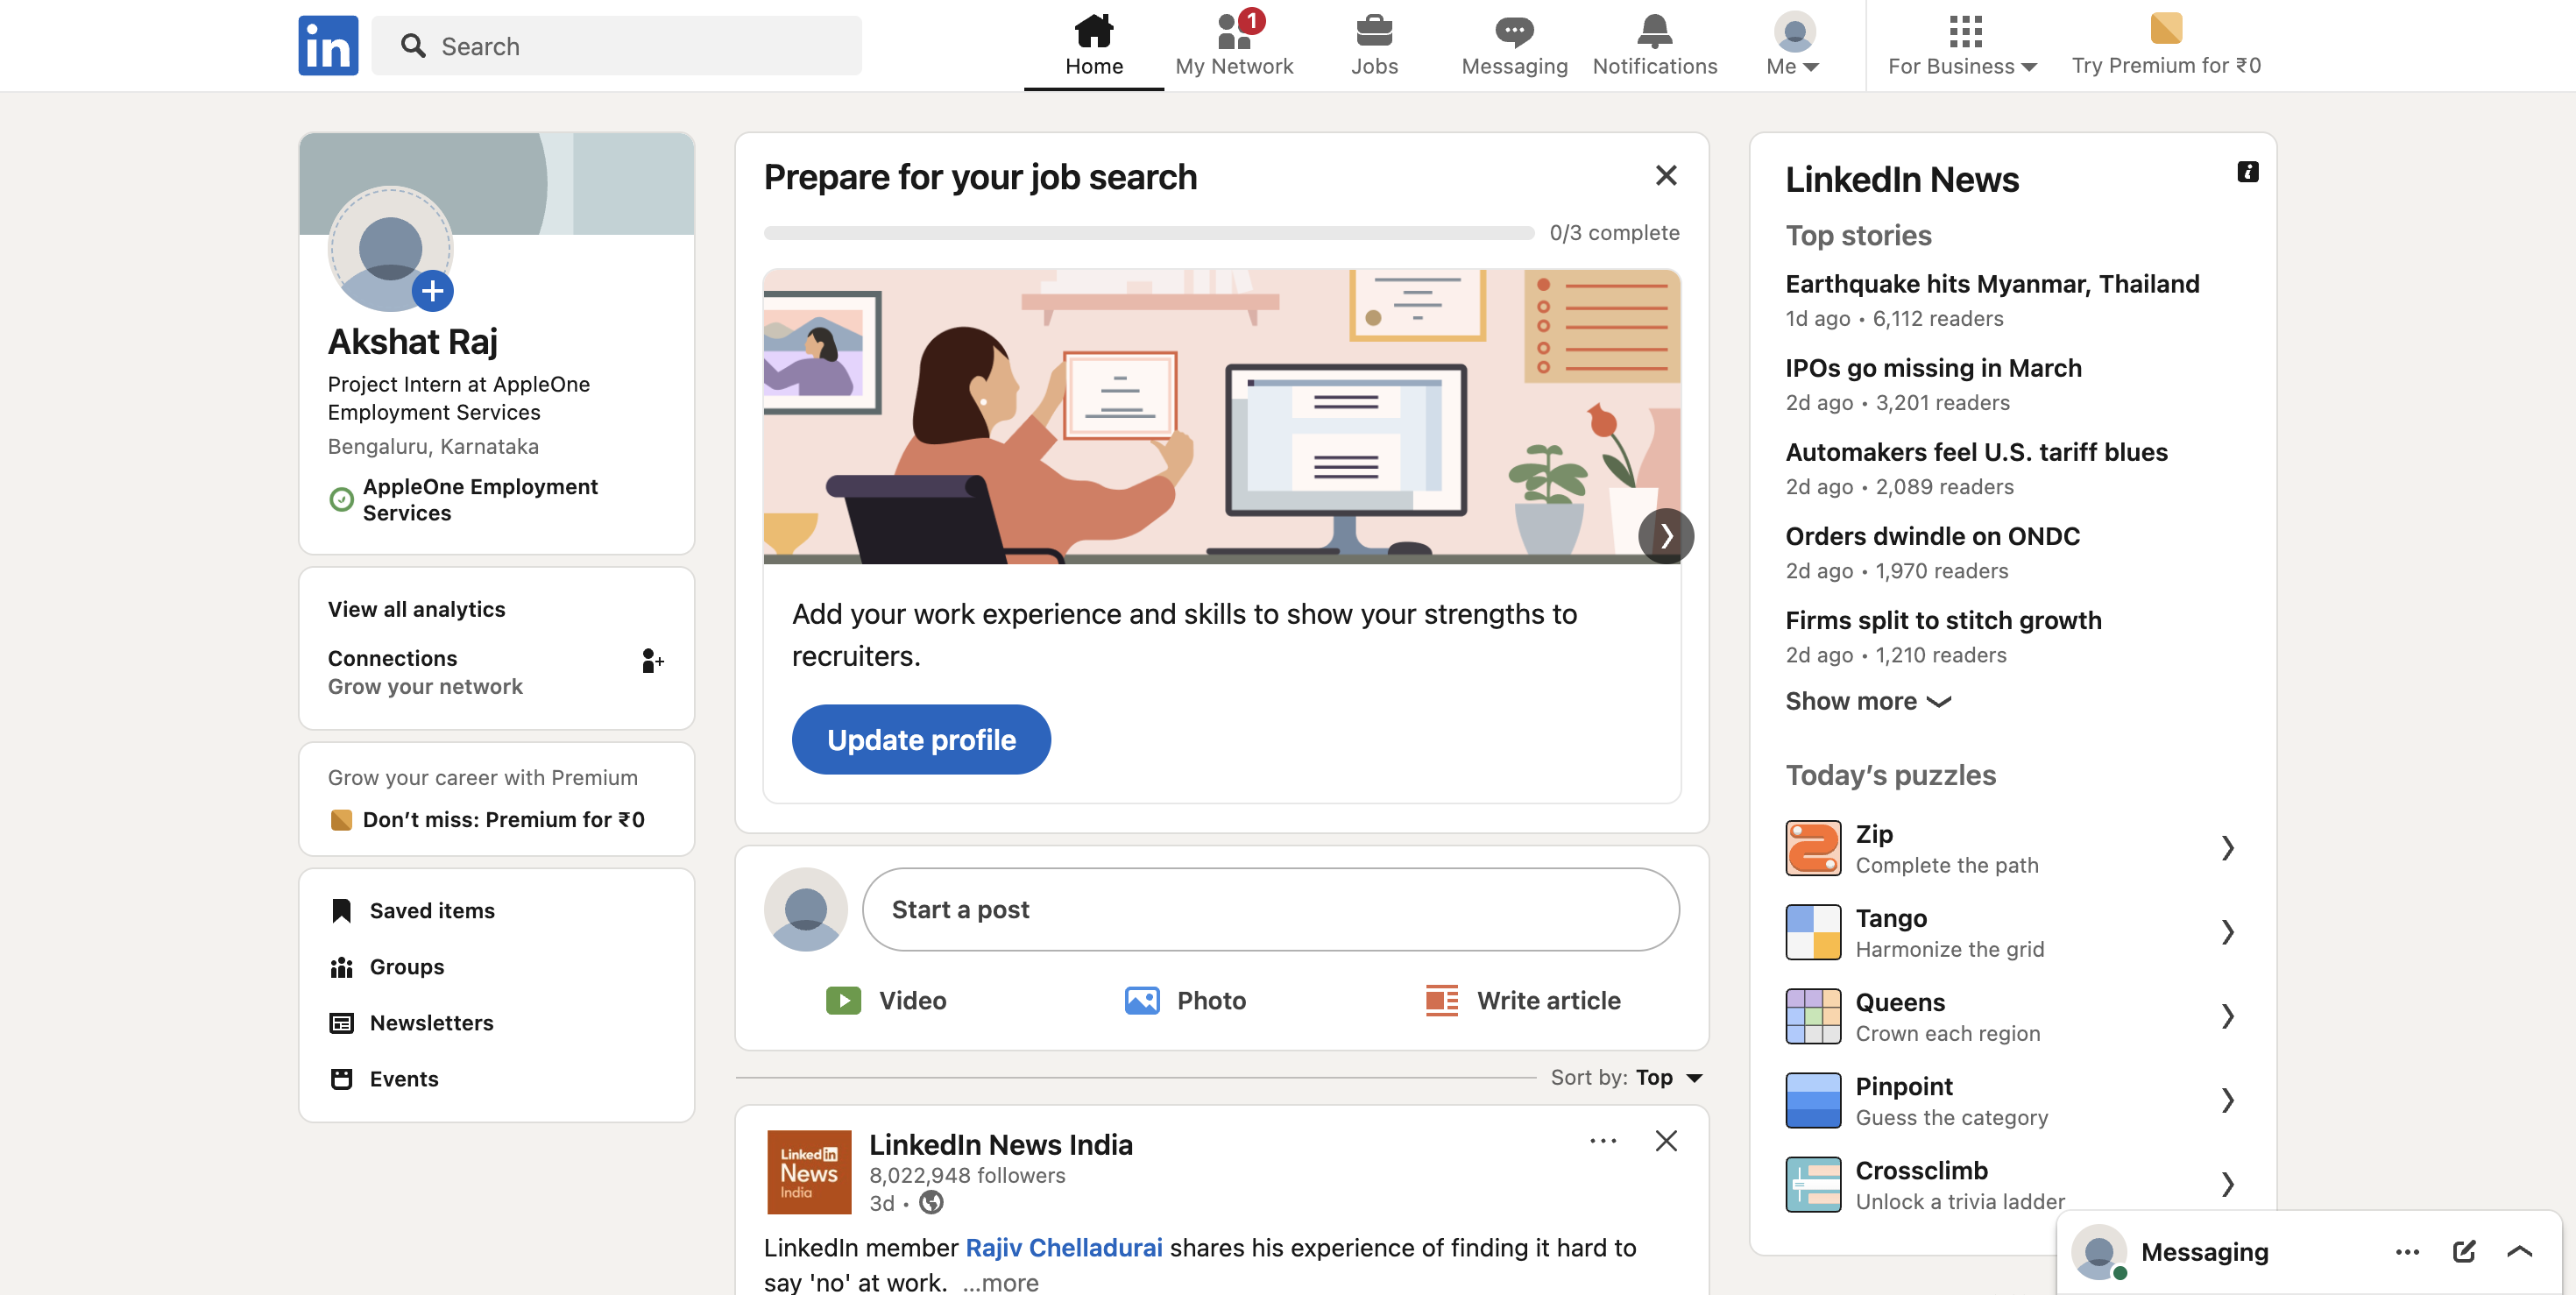 in
Search
Home
1
My Network
Jobs
Messaging
Notifications
Me
For Business
Try Premium for ₹0
Akshat Raj
Project Intern at AppleOne
Employment Services
Bengaluru, Karnataka
AppleOne Employment
Services
View all analytics
Connections
Grow your network
Grow your career with Premium
Don’t miss: Premium for ₹0
Saved items
Groups
Newsletters
Events
Prepare for your job search
0/3 complete
Add your work experience and skills to show your strengths to
recruiters.
Update profile
Start a post
Video
Photo
Write article
Sort by: Top
Linked in
News
India
LinkedIn News India
8,022,948 followers
3d •
LinkedIn member Rajiv Chelladurai shares his experience of finding it hard to
say 'no' at work. ...more
LinkedIn News
Top stories
Earthquake hits Myanmar, Thailand
1d ago • 6,112 readers
IPOs go missing in March
2d ago • 3,201 readers
Automakers feel U.S. tariff blues
2d ago • 2,089 readers
Orders dwindle on ONDC
2d ago • 1,970 readers
Firms split to stitch growth
2d ago • 1,210 readers
Show more
Today’s puzzles
Zip
Complete the path
Tango
Harmonize the grid
Queens
Crown each region
Pinpoint
Guess the category
Crossclimb
Unlock a trivia ladder
Messaging